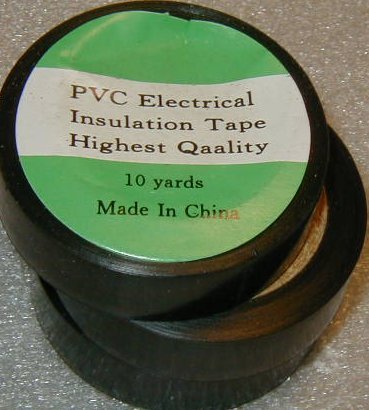 PVC Electrical
Insulation Tape
Highest Qaality
10 yards
Made In China